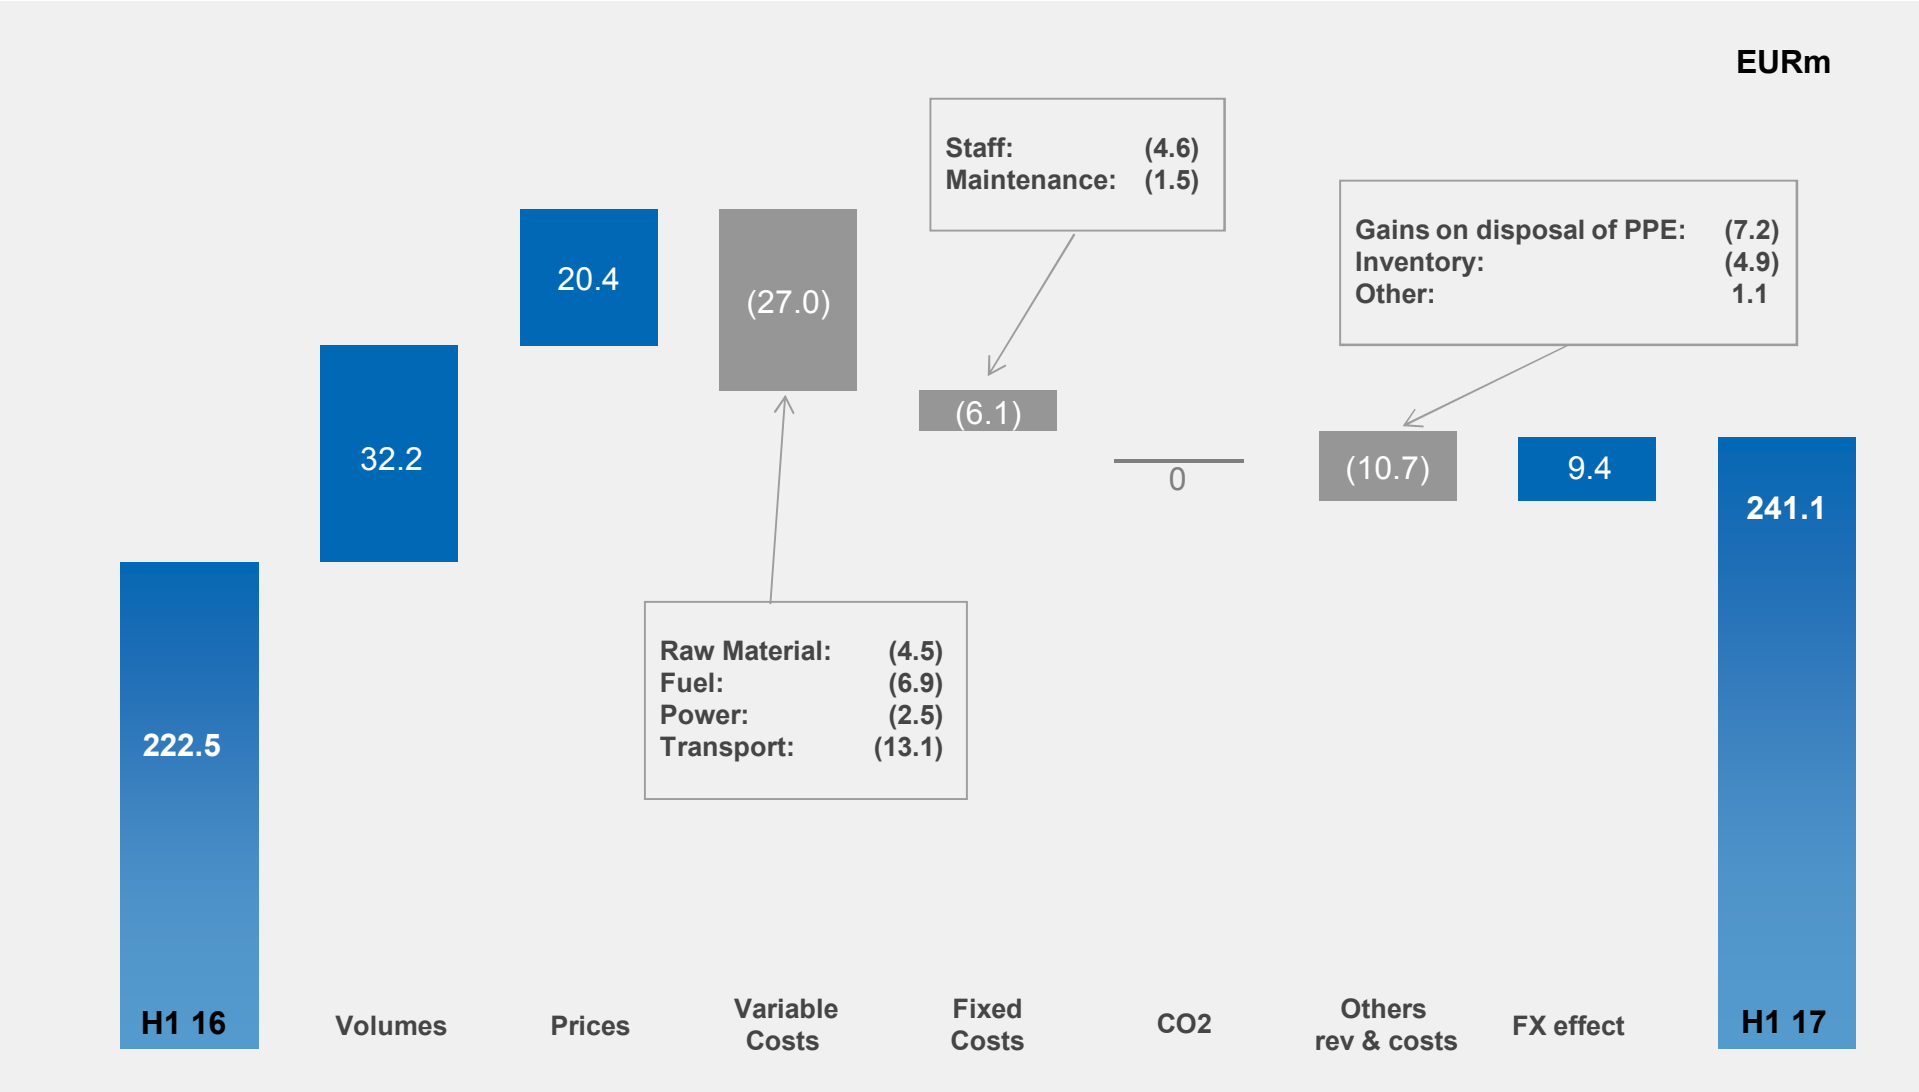 EURm
Staff: (4.6)
Maintenance: (1.5)
Gains on disposal of PPE: (7.2)
Inventory: (4.9)
Other: 1.1
20.4
(27.0)
32.2
(6.1)
0
(10.7)
9.4
241.1
Raw Material: (4.5)
Fuel: (6.9)
Power: (2.5)
Transport: (13.1)
222.5
H1 16
Volumes
Prices
Variable
Costs
Fixed
Costs
CO2
Others
rev & costs
FX effect
H1 17